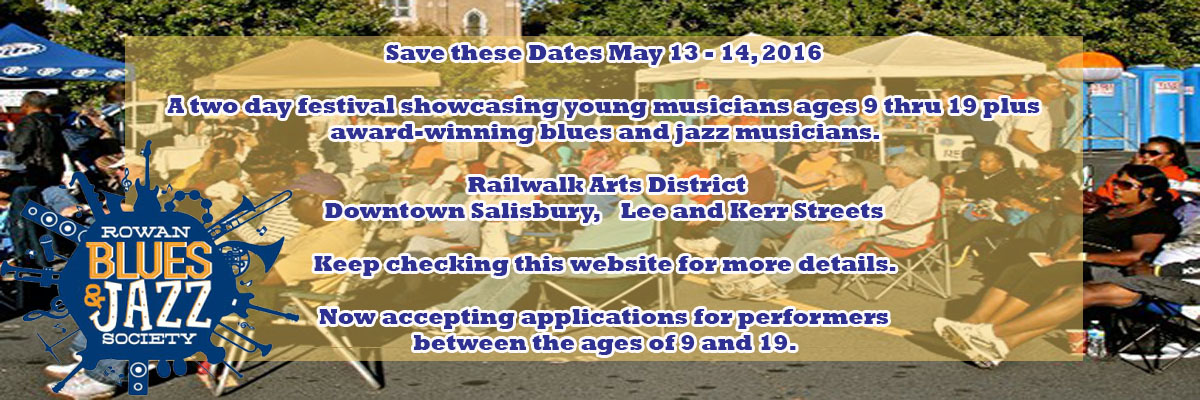 Save these Dates May 13 - 14, 2016
A two day festival showcasing young musicians ages 9 thru 19 plus
award-winning blues and jazz musicians.
Railwalk Arts District
Downtown Salisbury, Lee and Kerr Streets
Keep checking this website for more details.
Now accepting applications for performers
between the ages of 9 and 19.
ROWAN
BLUES
& JAZZ
SOCIETY